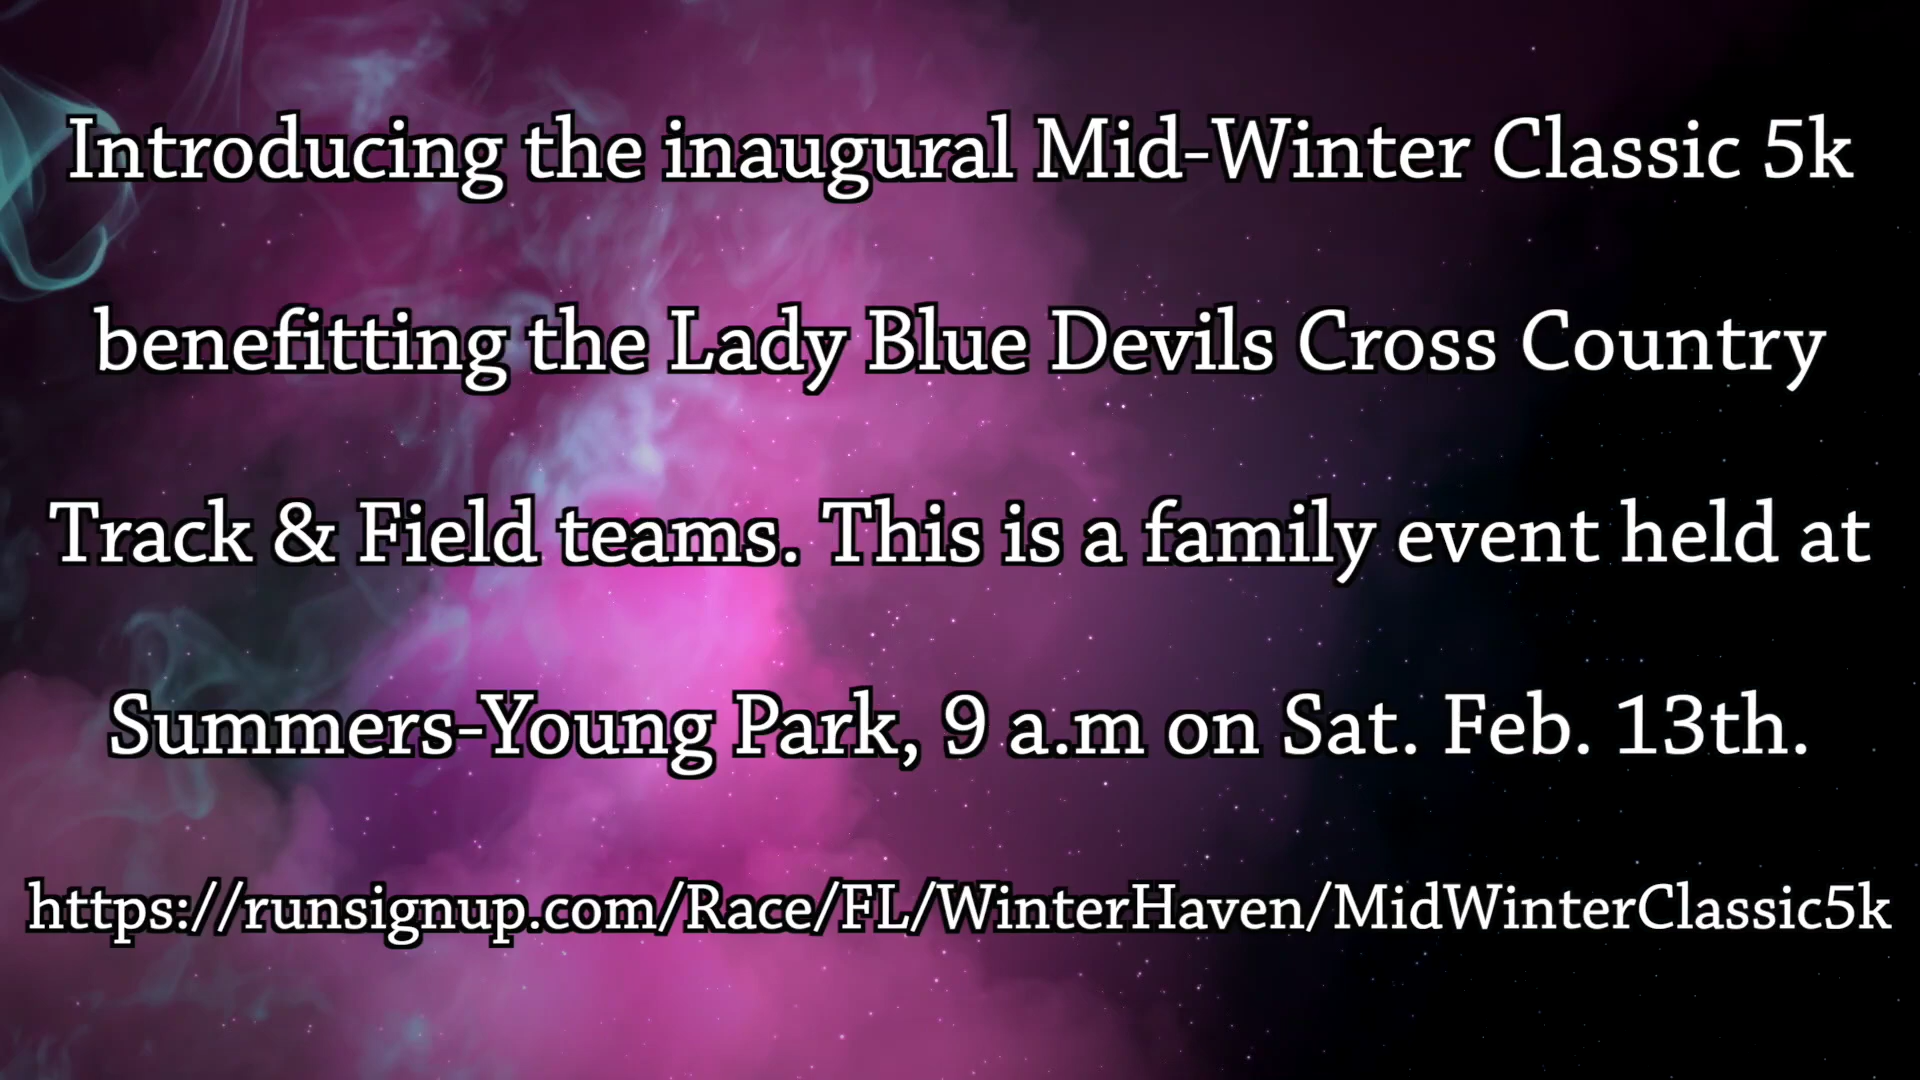 Introducing the inaugural Mid-Winter Classic 5k
benefitting the Lady Blue Devils Cross Country
Track & Field teams. This is a family event held at
Summers-Young Park, 9 a.m on Sat. Feb. 13th.
https://runsignup.com/Race/FL/WinterHaven/MidWinterClassic5k